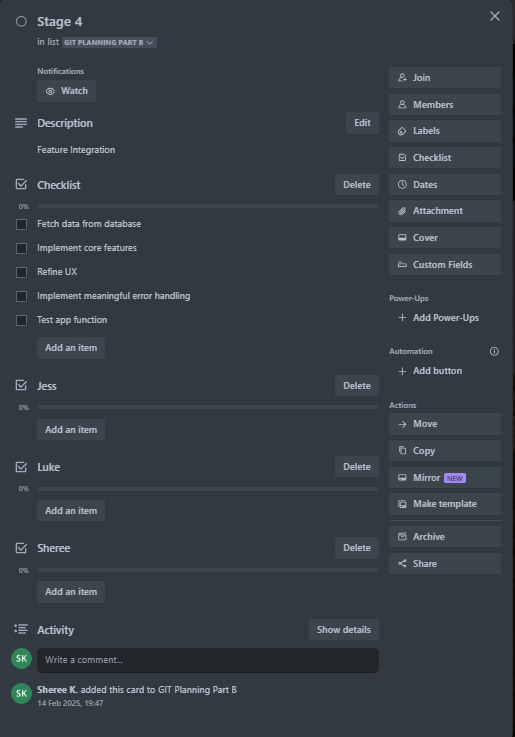 Stage 4
in list GIT PLANNING PART B
Notifications
Watch
Description
Edit
Feature Integration
Checklist
Delete
0%
Fetch data from database
Implement core features
Refine UX
Implement meaningful error handling
Test app function
Add an item
Jess
Delete
0%
Add an item
Luke
Delete
0%
Add an item
Sheree
Delete
0%
Add an item
Activity
Show details
SK
Write a comment...
SK
Sheree K. added this card to GIT Planning Part B
14 Feb 2025, 19:47
Join
Members
Labels
Checklist
Dates
Attachment
Cover
Custom Fields
Power-Ups
Add Power-Ups
Automation
Add button
Actions
Move
Copy
Mirror NEW
Make template
Archive
Share